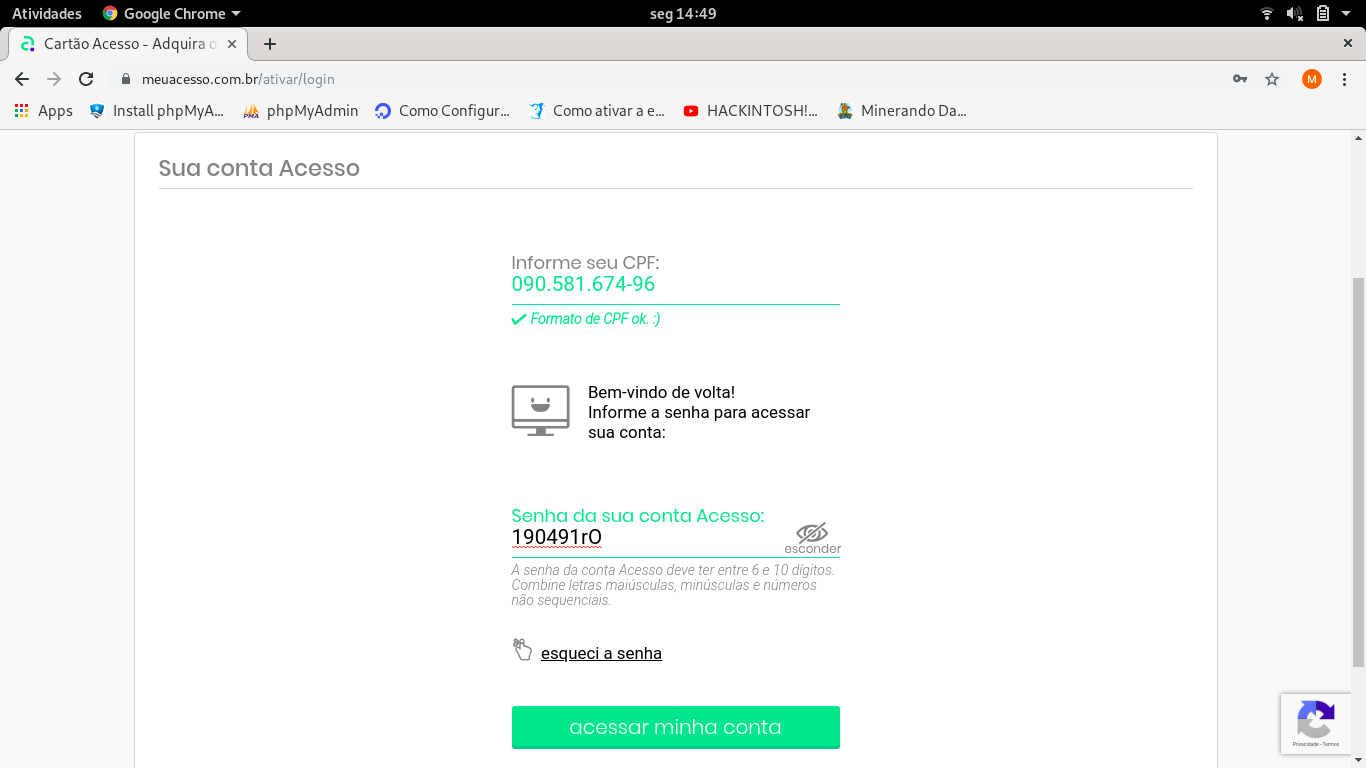 Atividades Google Chrome seg 14:49
Cartão Acesso - Adquira o
meuacesso.com.br/ativar/login M
Apps Install phpMyA... phpMyAdmin Como Configur... Como ativar a e... HACKINTOSH!... Minerando Da...
Sua conta Acesso
Informe seu CPF:
090.581.674-96
Formato de CPF ok. :)
Bem-vindo de volta!
Informe a senha para acessar
sua conta:
Senha da sua conta Acesso:
190491rO
esconder
A senha da conta Acesso deve ter entre 6 e 10 dígitos.
Combine letras maiúsculas, minúsculas e números
não sequenciais.
esqueci a senha
acessar minha conta
Privacidade - Termos